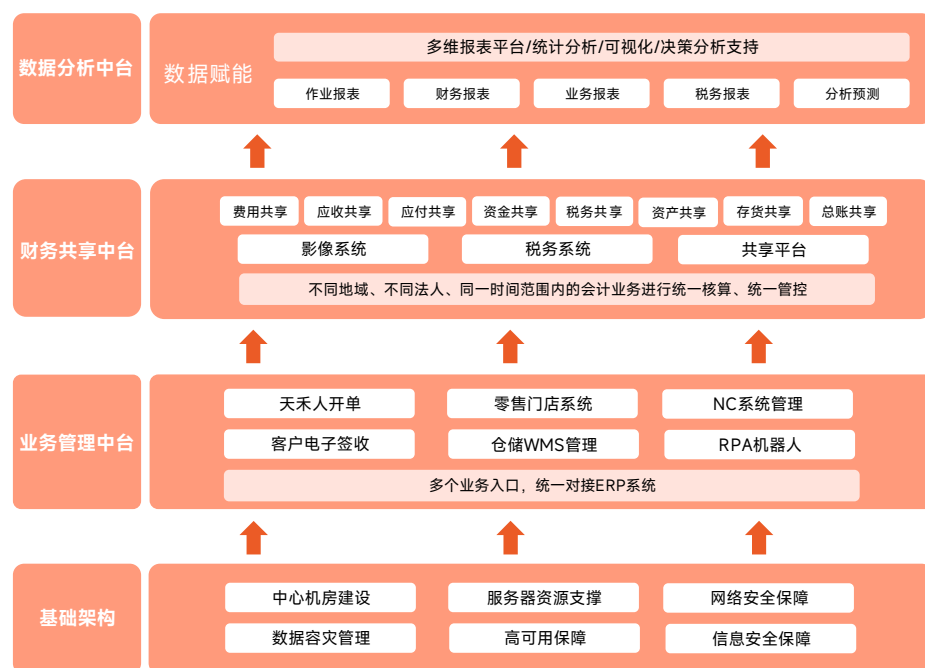 数据分析中台
数据赋能
多维报表平台/统计分析/可视化/决策分析支持
作业报表 财务报表 业务报表 税务报表 分析预测
财务共享中台
费用共享 应收共享 应付共享 资金共享 税务共享 资产共享 存货共享 总账共享
影像系统 税务系统 共享平台
不同地域、不同法人、同一时间范围内的会计业务进行统一核算、统一管控
业务管理中台
天禾人开单 零售门店系统 NC系统管理
客户电子签收 仓储WMS管理 RPA机器人
多个业务入口，统一对接ERP系统
基础架构
中心机房建设 服务器资源支撑 网络安全保障
数据容灾管理 高可用保障 信息安全保障